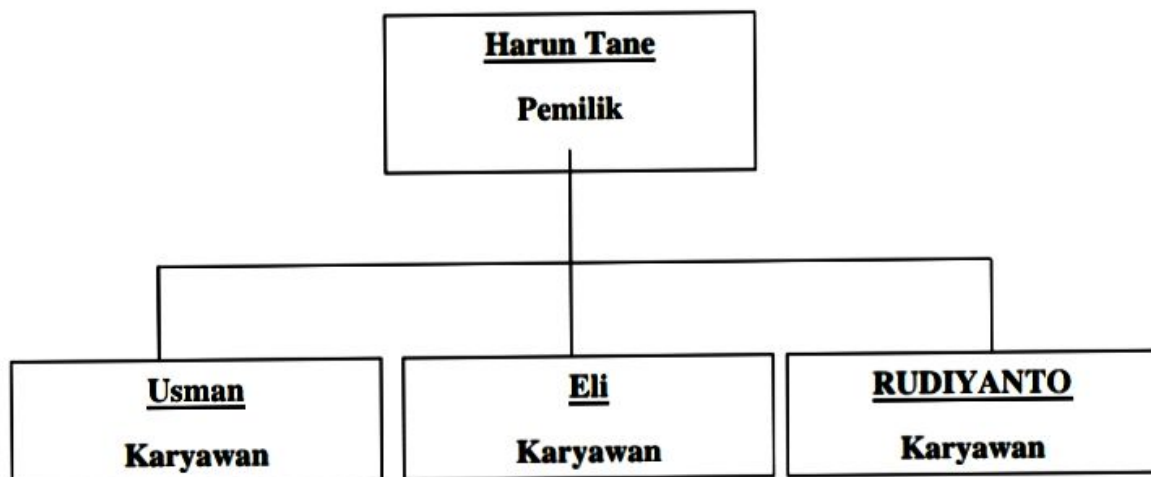 Harun Tane
Pemilik
Usman
Karyawan
Eli
Karyawan
RUDIYANTO
Karyawan